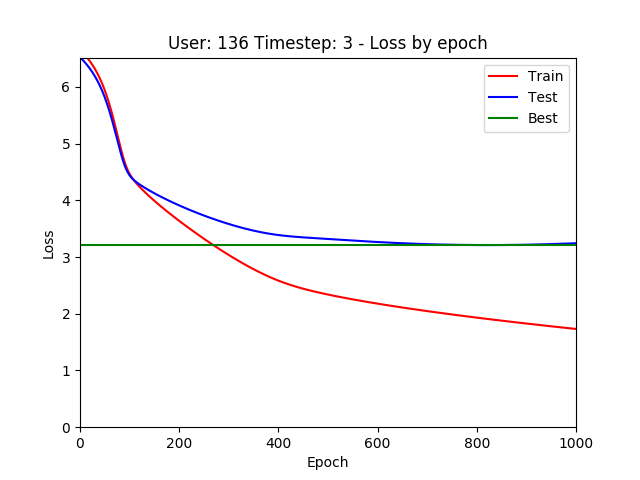 User: 136 Timestep: 3 - Loss by epoch
Train
Test
Best
6
5
4
3
2
1
0
Loss
0 200 400 600 800 1000
Epoch